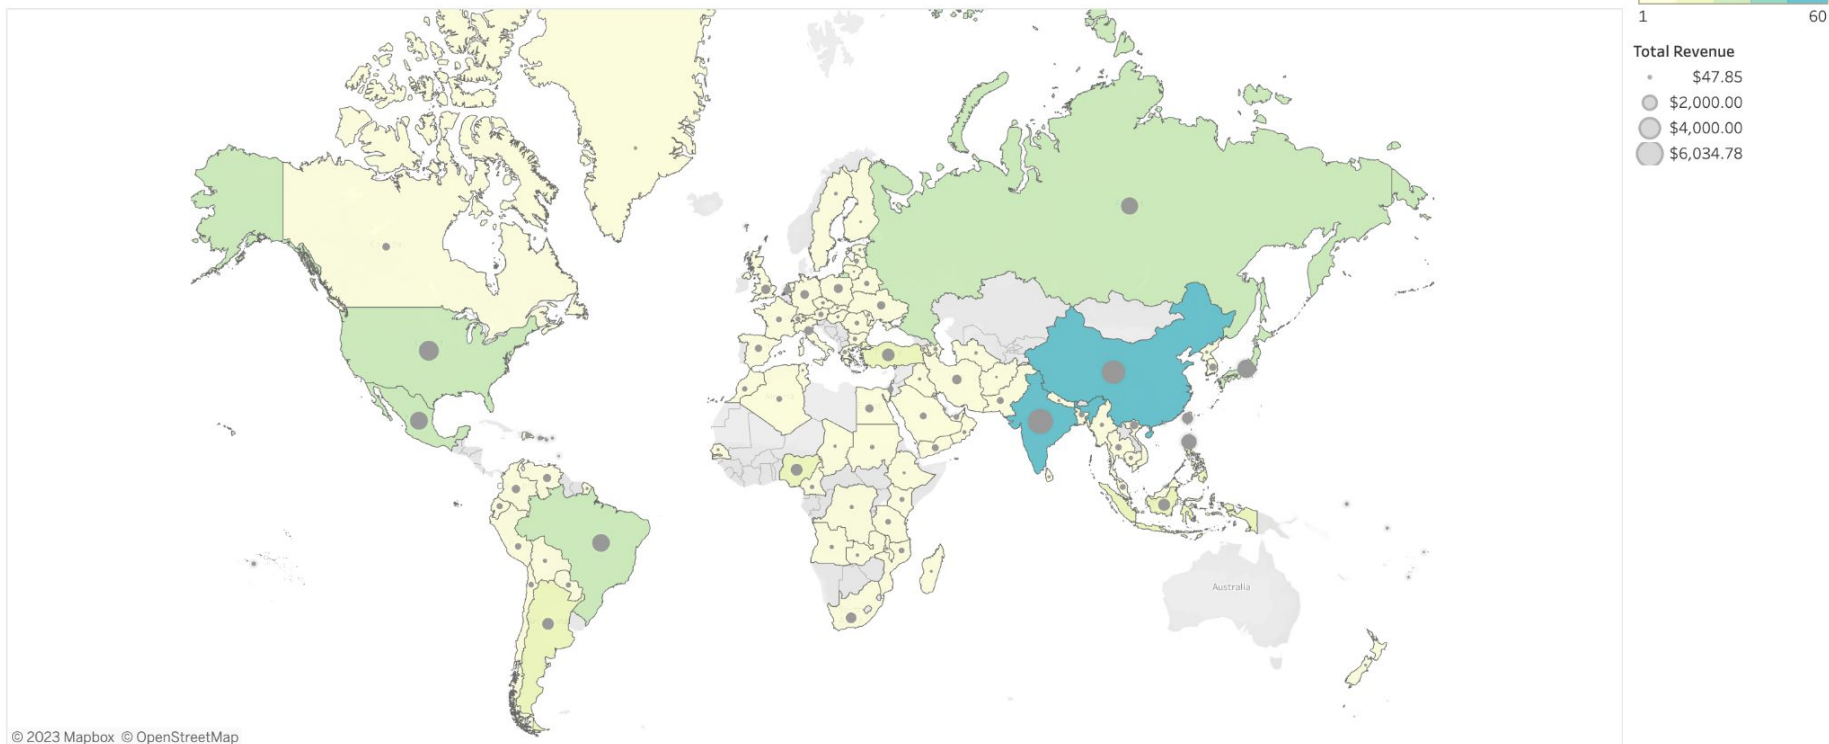 1 60
Total Revenue
$47.85
$2,000.00
$4,000.00
$6,034.78
Australia
© 2023 Mapbox © OpenStreetMap